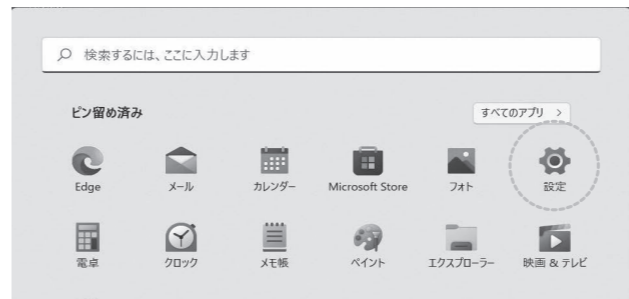 検索するには、ここに入力します
ピン留め済み
すべてのアプリ >
Edge
メール
カレンダー
Microsoft Store
フォト
設定
電卓
クロック
メモ帳
ペイント
エクスプローラー
映画 & テレビ